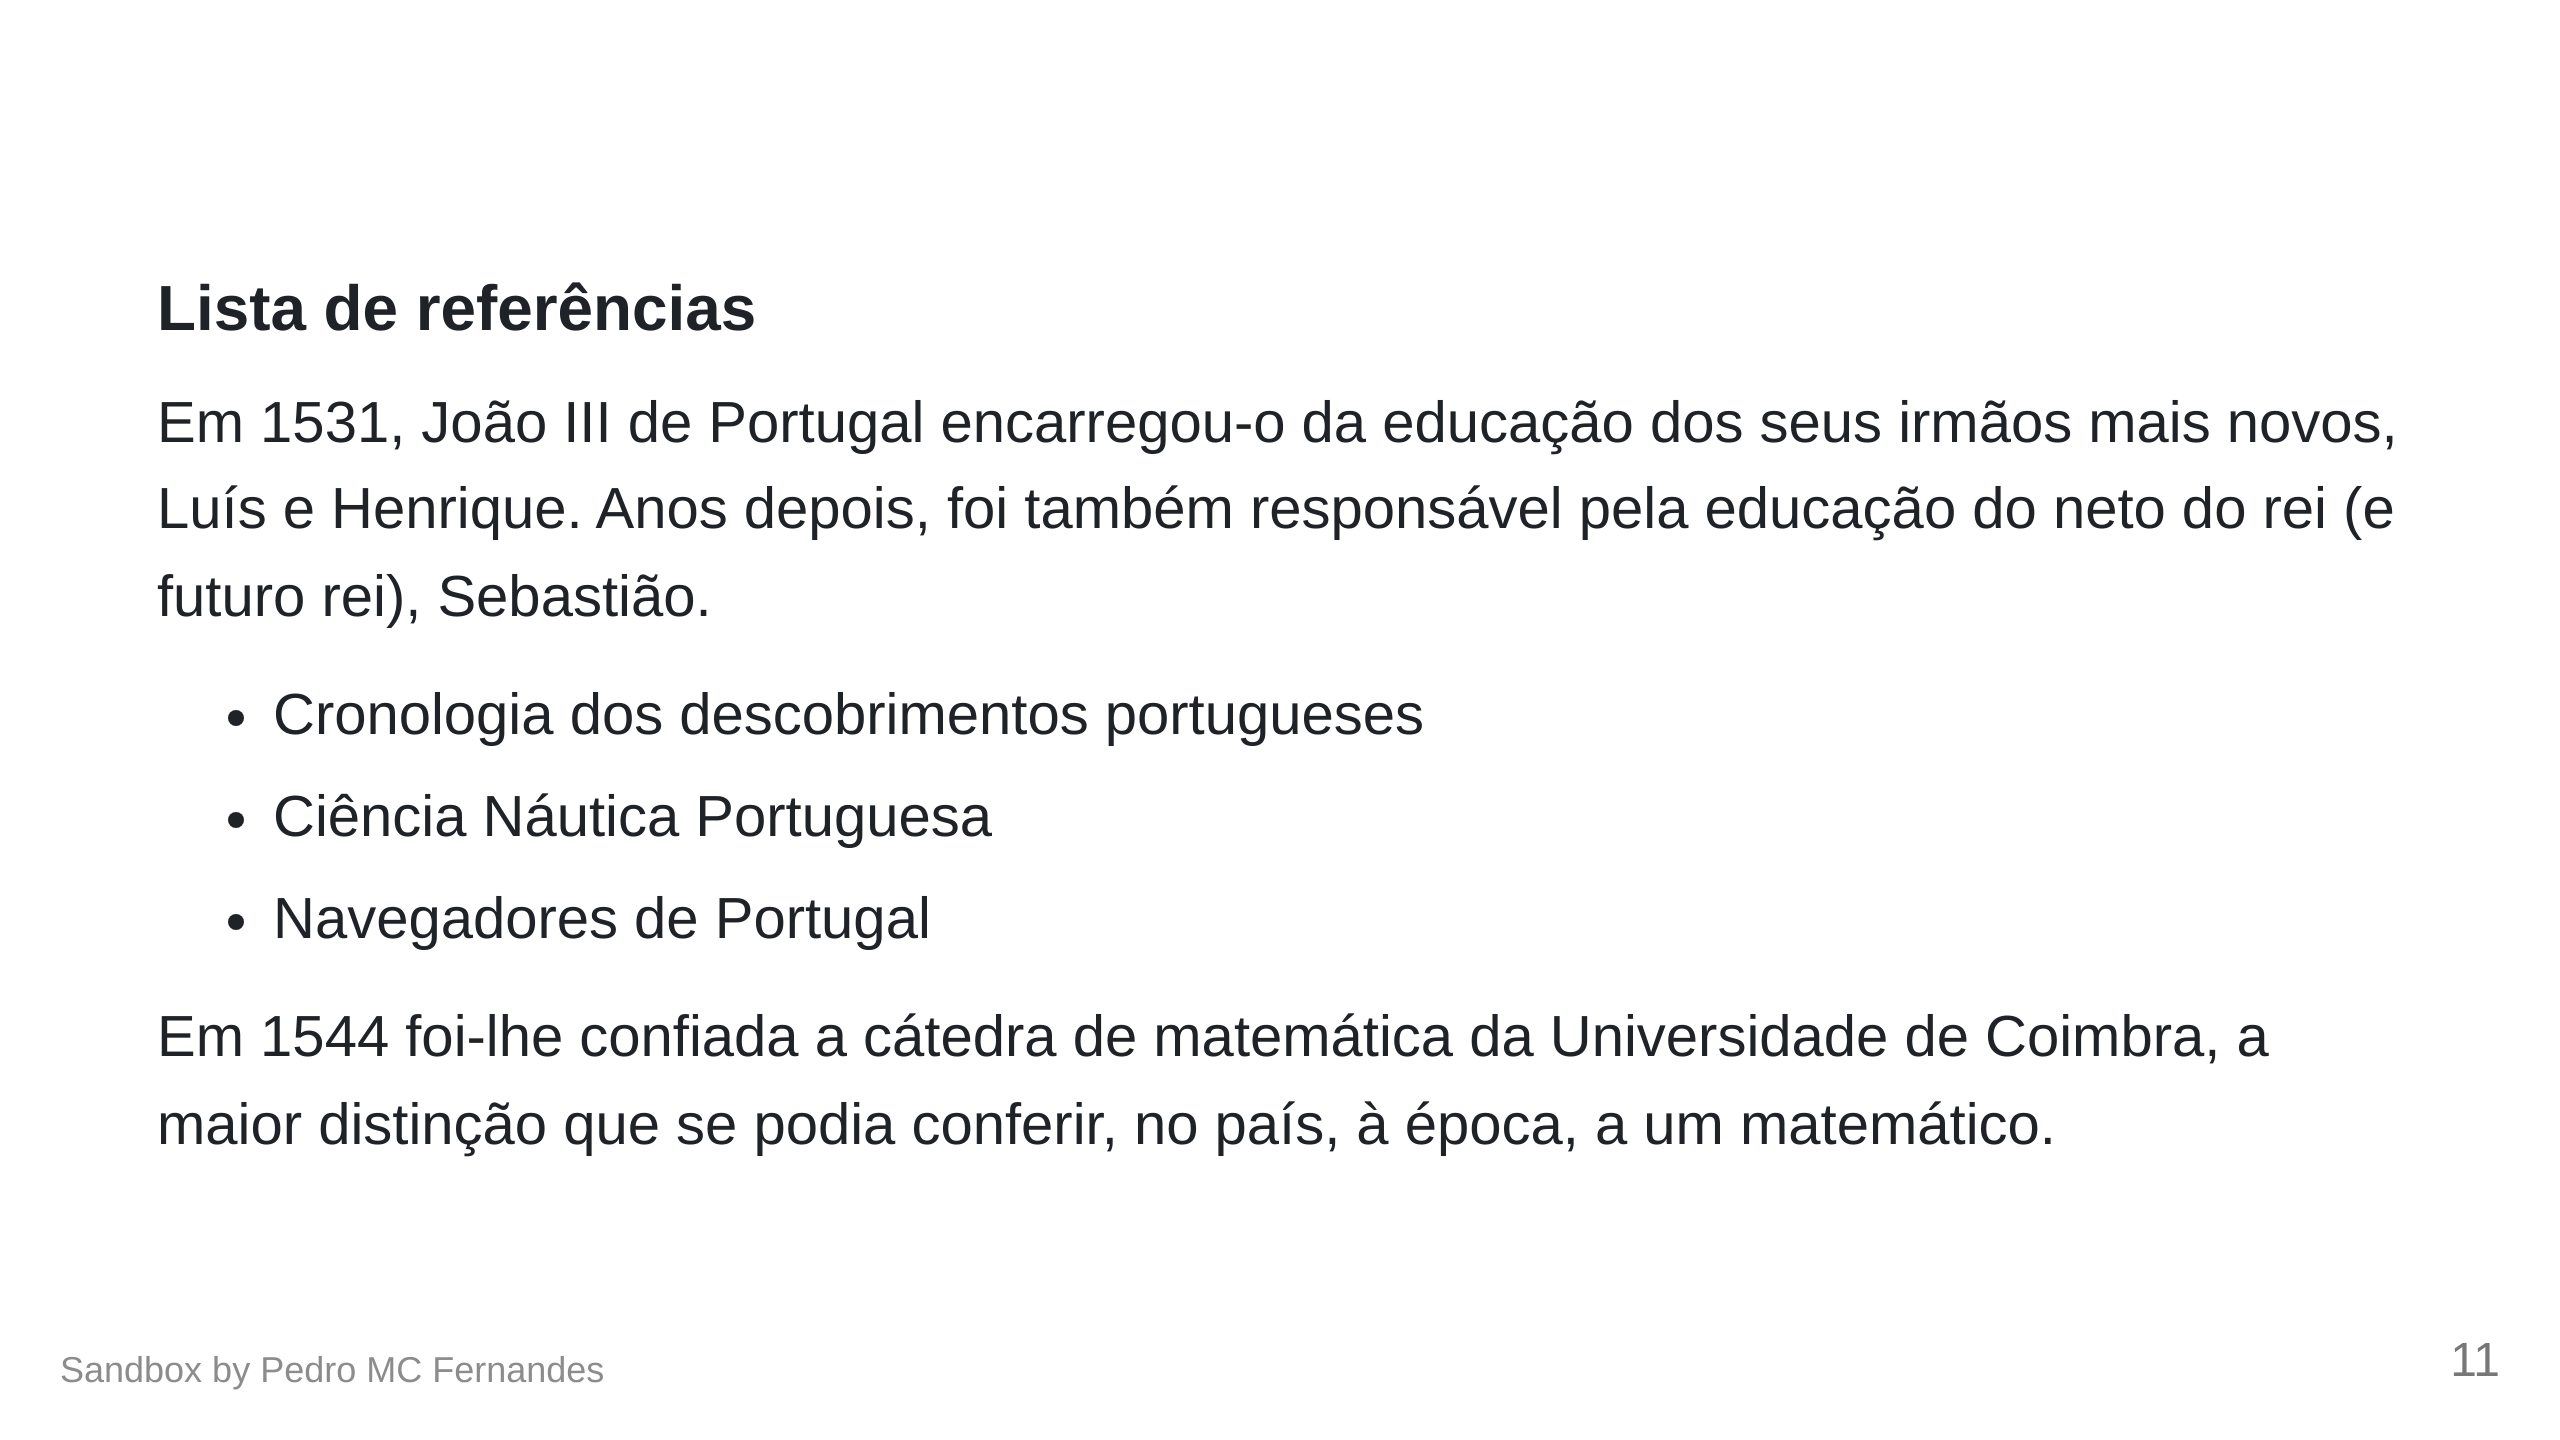 Lista de referências
Em 1531, João III de Portugal encarregou-o da educação dos seus irmãos mais novos,
Luís e Henrique. Anos depois, foi também responsável pela educação do neto do rei (e
futuro rei), Sebastião.
• Cronologia dos descobrimentos portugueses
• Ciência Náutica Portuguesa
• Navegadores de Portugal
Em 1544 foi-lhe confiada a cátedra de matemática da Universidade de Coimbra, a
maior distinção que se podia conferir, no país, à época, a um matemático.
Sandbox by Pedro MC Fernandes
11